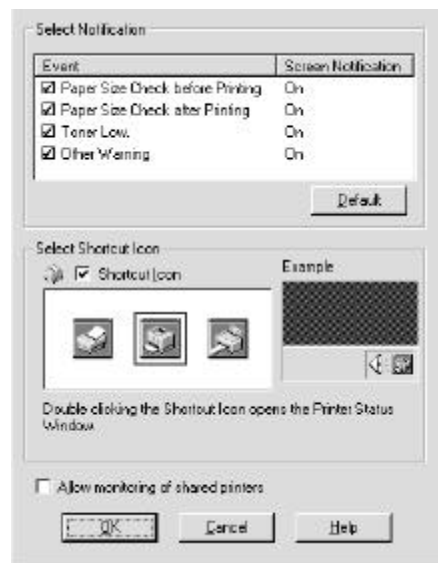 Select Notification
Event Screen Notification
Paper Size Check before Printing On
Paper Size Check after Printing On
Toner Low. On
Other Warning On
Default
Select Shortcut Icon
Shortcut Icon
Example
Double clicking the Shortcut Icon opens the Printer Status
Window.
Allow monitoring of shared printers
OK Cancel Help